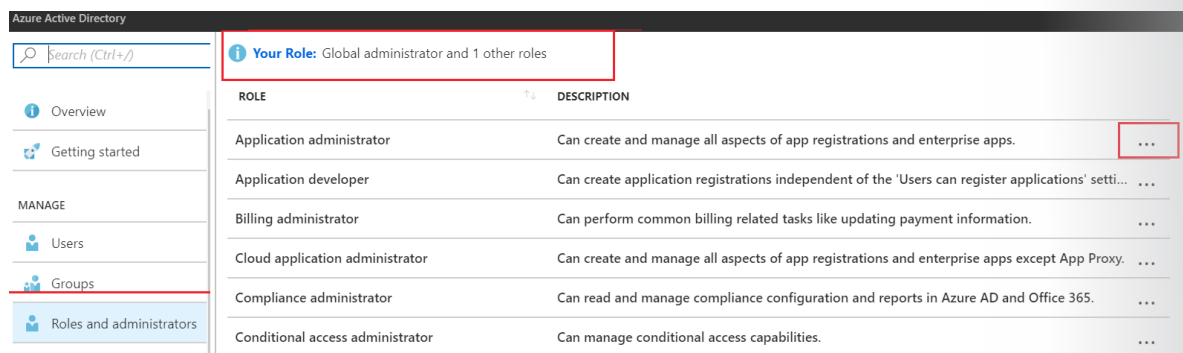 Azure Active Directory
Search (Ctrl+/)
Overview
Getting started
MANAGE
Users
Groups
Roles and administrators
Your Role: Global administrator and 1 other roles
ROLE DESCRIPTION
Application administrator Can create and manage all aspects of app registrations and enterprise apps. ...
Application developer Can create application registrations independent of the 'Users can register applications' setti... ...
Billing administrator Can perform common billing related tasks like updating payment information. ...
Cloud application administrator Can create and manage all aspects of app registrations and enterprise apps except App Proxy. ...
Compliance administrator Can read and manage compliance configuration and reports in Azure AD and Office 365. ...
Conditional access administrator Can manage conditional access capabilities. ...